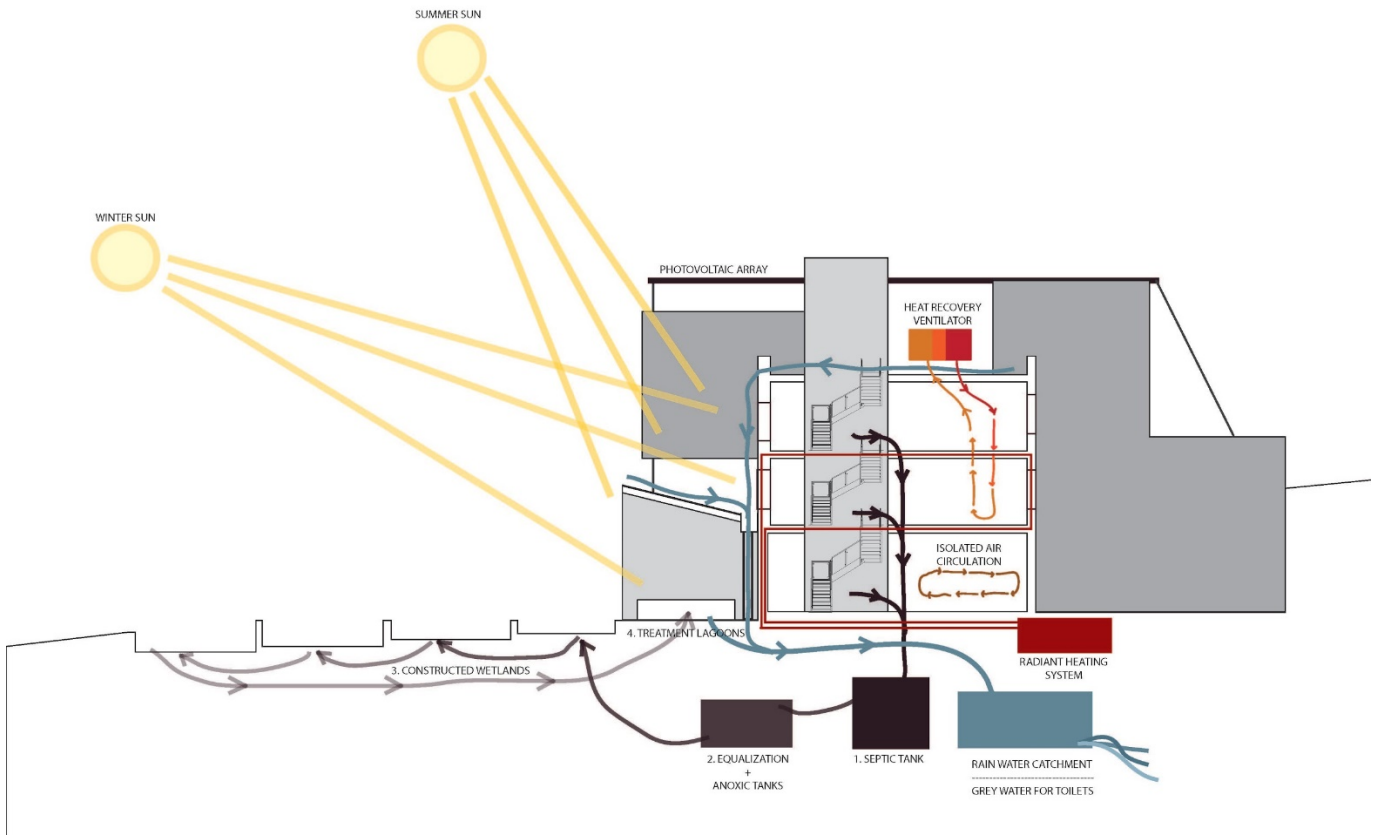 SUMMER SUN
WINTER SUN
PHOTOVOLTAIC ARRAY
HEAT RECOVERY
VENTILATOR
ISOLATED AIR
CIRCULATION
4. TREATMENT LAGOONS
3. CONSTRUCTED WETLANDS
RADIANT HEATING
SYSTEM
2. EQUALIZATION
+
ANOXIC TANKS
1. SEPTIC TANK
RAIN WATER CATCHMENT
GREY WATER FOR TOILETS